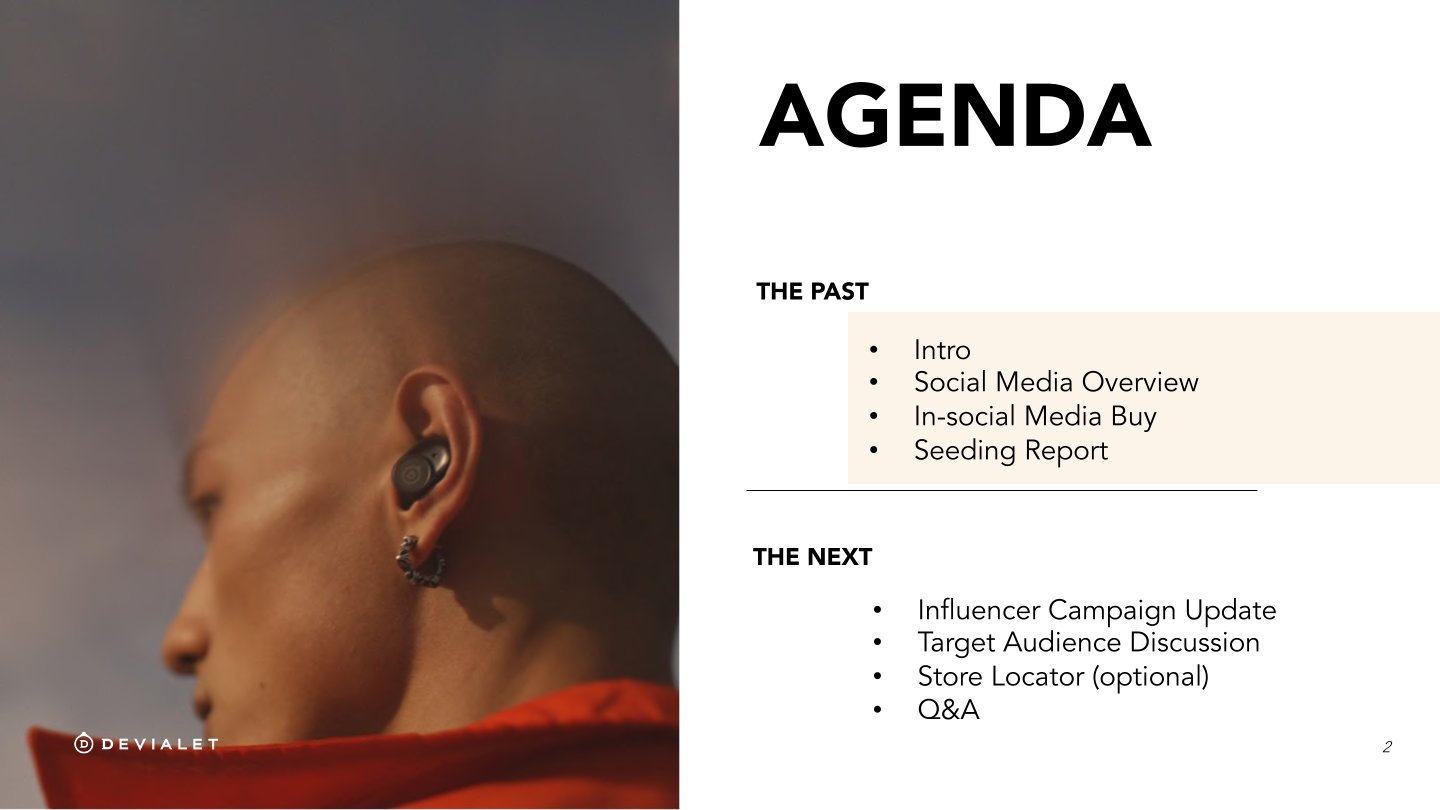 AGENDA
THE PAST
• Intro
• Social Media Overview
• In-social Media Buy
• Seeding Report
THE NEXT
• Influencer Campaign Update
• Target Audience Discussion
• Store Locator (optional)
• Q&A
DEVIALET
2